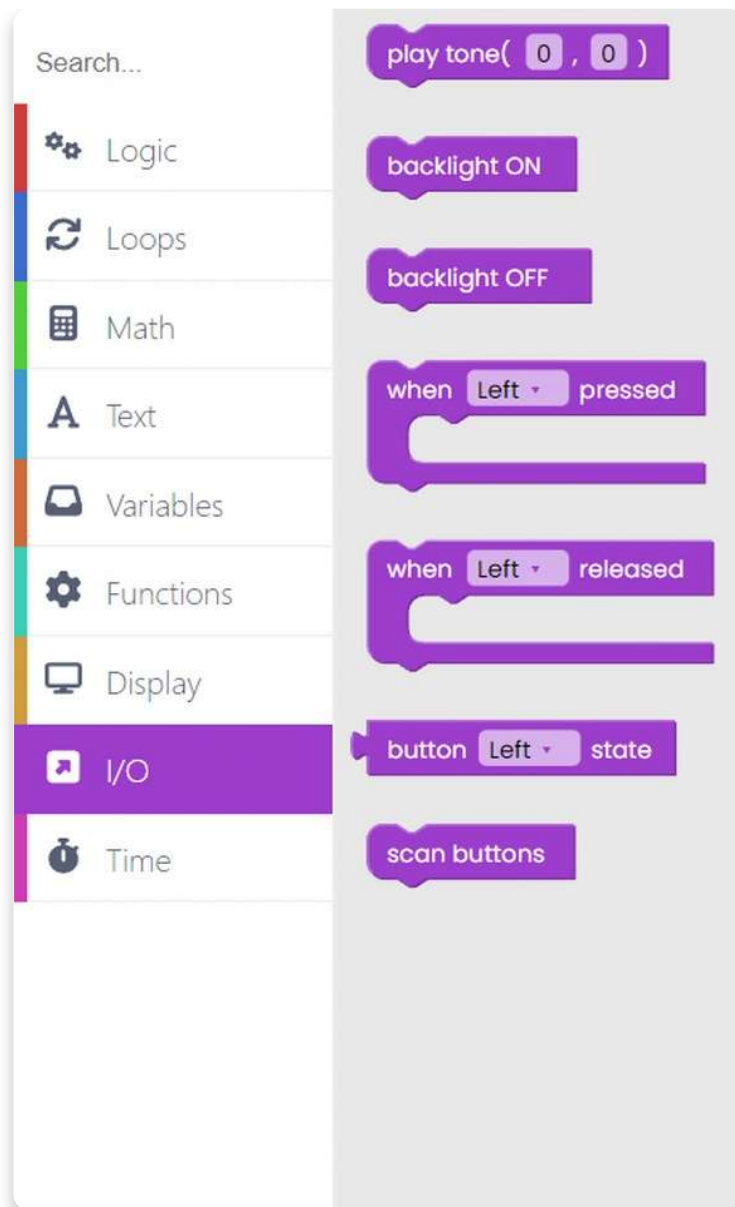 Search...
Logic
Loops
Math
Text
Variables
Functions
Display
I/O
Time
play tone( 0 , 0 )
backlight ON
backlight OFF
when Left pressed
when Left released
button Left state
scan buttons